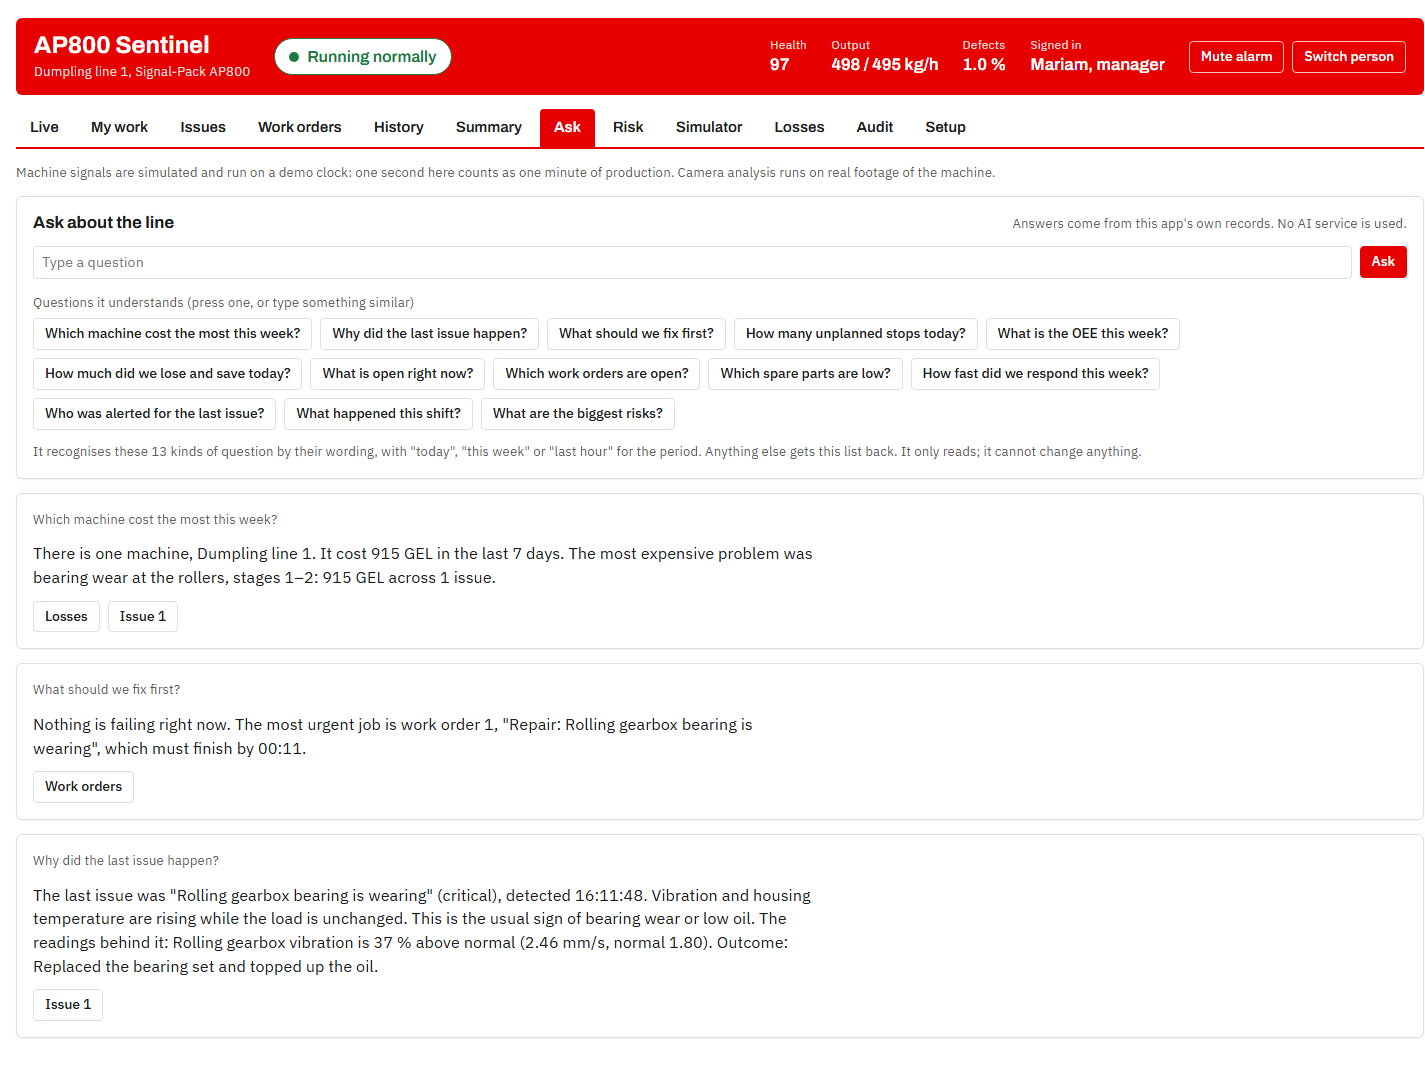 AP800 Sentinel
Dumpling line 1, Signal-Pack AP800
Running normally
Health
97
Output
498 / 495 kg/h
Defects
1.0 %
Signed in
Mariam, manager
Mute alarm
Switch person
Live
My work
Issues
Work orders
History
Summary
Ask
Risk
Simulator
Losses
Audit
Setup
Machine signals are simulated and run on a demo clock: one second here counts as one minute of production. Camera analysis runs on real footage of the machine.
Ask about the line
Answers come from this app's own records. No AI service is used.
Type a question
Ask
Questions it understands (press one, or type something similar)
Which machine cost the most this week?
Why did the last issue happen?
What should we fix first?
How many unplanned stops today?
What is the OEE this week?
How much did we lose and save today?
What is open right now?
Which work orders are open?
Which spare parts are low?
How fast did we respond this week?
Who was alerted for the last issue?
What happened this shift?
What are the biggest risks?
It recognises these 13 kinds of question by their wording, with "today", "this week" or "last hour" for the period. Anything else gets this list back. It only reads; it cannot change anything.
Which machine cost the most this week?
There is one machine, Dumpling line 1. It cost 915 GEL in the last 7 days. The most expensive problem was
bearing wear at the rollers, stages 1–2: 915 GEL across 1 issue.
Losses
Issue 1
What should we fix first?
Nothing is failing right now. The most urgent job is work order 1, "Repair: Rolling gearbox bearing is
wearing", which must finish by 00:11.
Work orders
Why did the last issue happen?
The last issue was "Rolling gearbox bearing is wearing" (critical), detected 16:11:48. Vibration and housing
temperature are rising while the load is unchanged. This is the usual sign of bearing wear or low oil. The
readings behind it: Rolling gearbox vibration is 37 % above normal (2.46 mm/s, normal 1.80). Outcome:
Replaced the bearing set and topped up the oil.
Issue 1